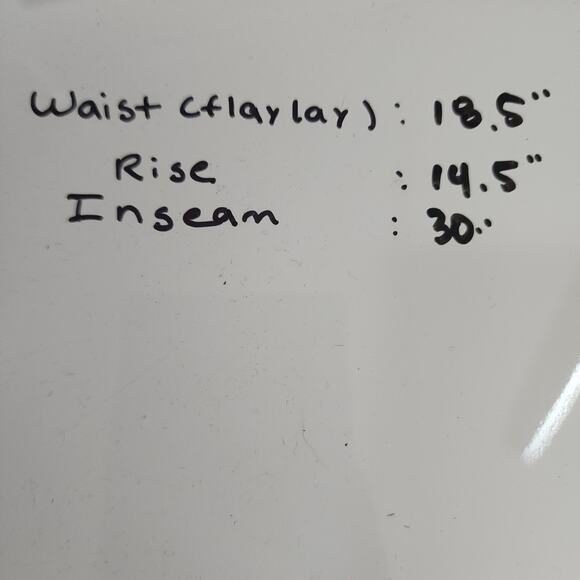 Waist (flaylay) : 18.5"
Rise : 14.5"
Inseam : 30"